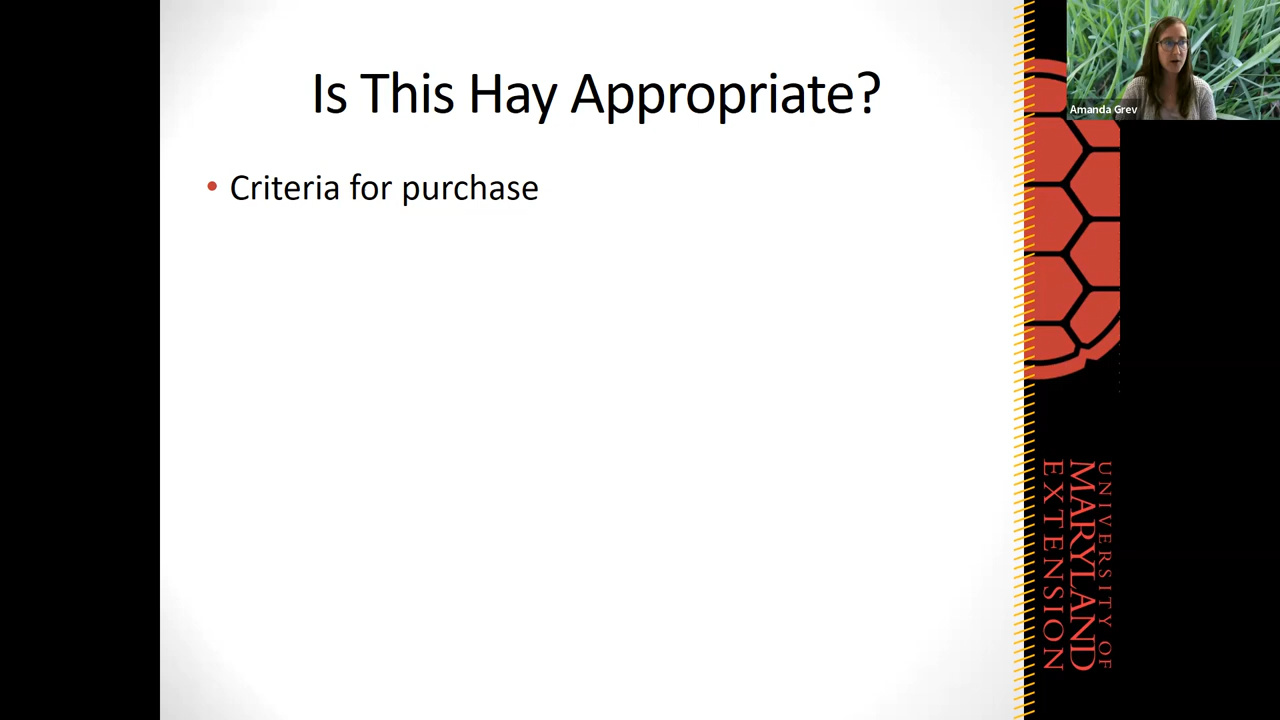 Is This Hay Appropriate?
• Criteria for purchase
Amanda Grev
UNIVERSITY OF
MARYLAND
EXTENSION